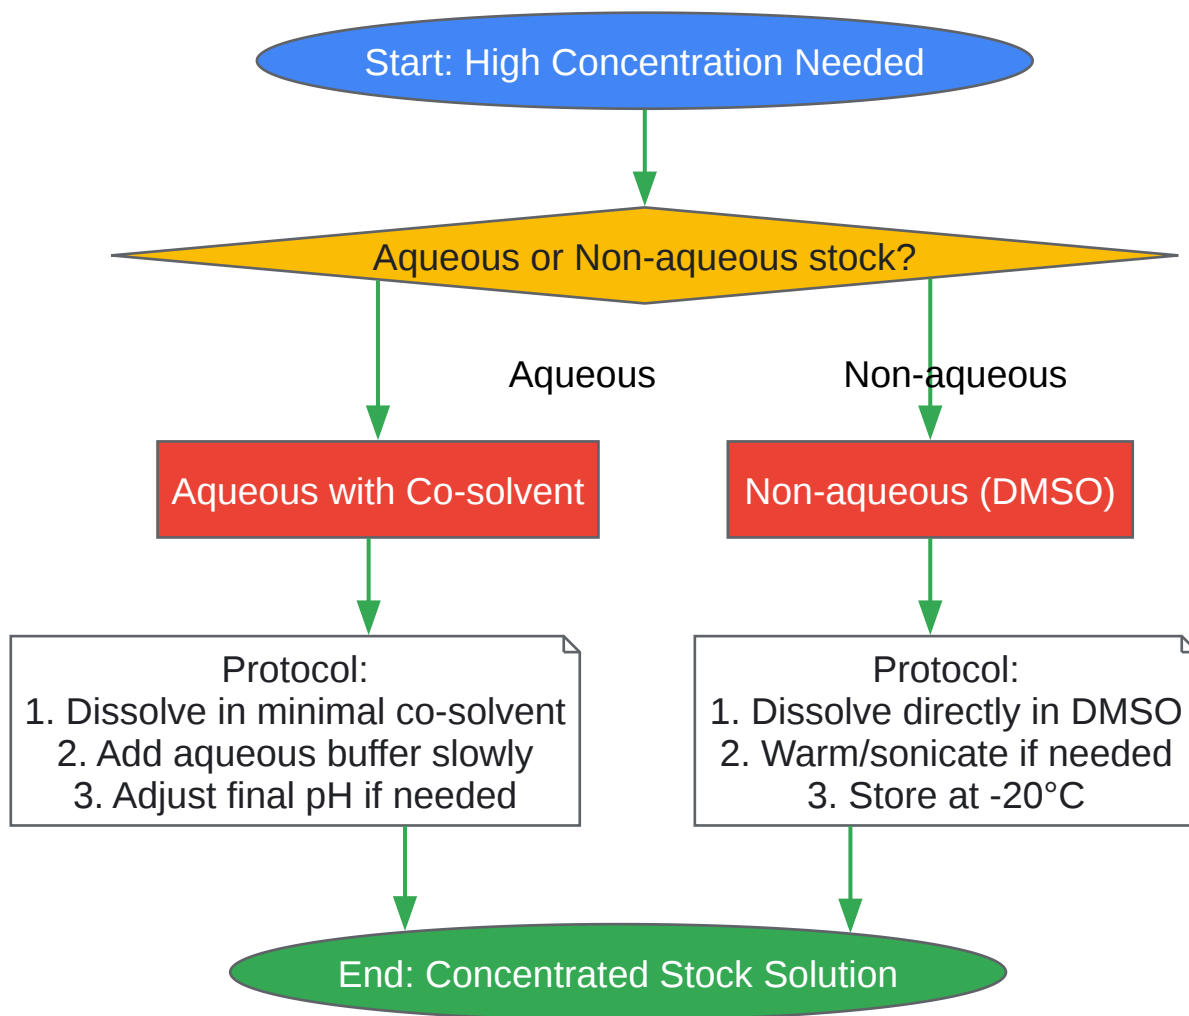 Start: High Concentration Needed
Aqueous or Non-aqueous stock?
Aqueous
Non-aqueous
Aqueous with Co-solvent
Non-aqueous (DMSO)
Protocol:
1. Dissolve in minimal co-solvent
2. Add aqueous buffer slowly
3. Adjust final pH if needed
Protocol:
1. Dissolve directly in DMSO
2. Warm/sonicate if needed
3. Store at -20°C
End: Concentrated Stock Solution